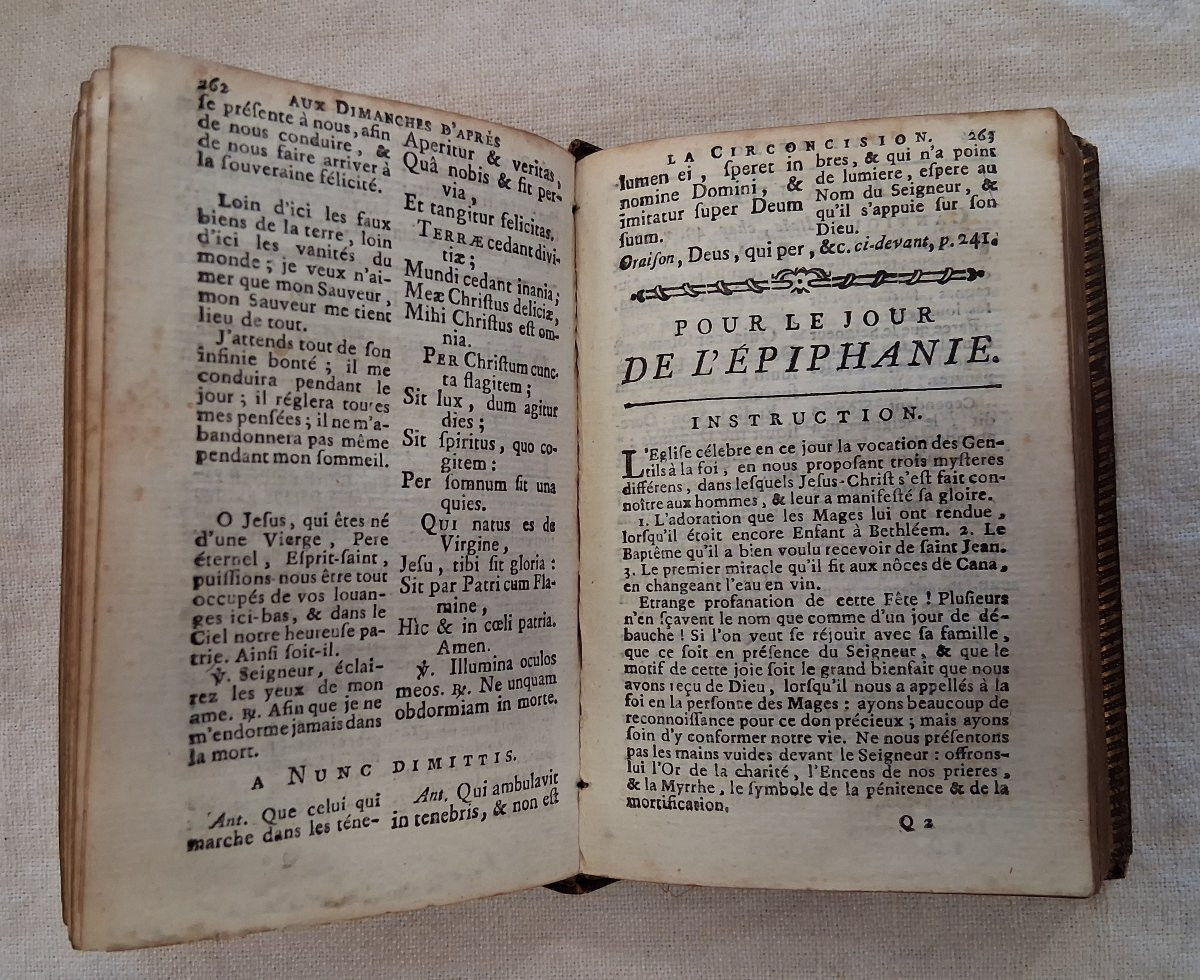 262
AUX DIMANCHES D'APRÈS
ſe préſente à nous, afin
de nous conduire, &
de nous faire arriver à
la ſouveraine félicité.
Loin d'ici les faux
biens de la terre, loin
d'ici les vanités du
monde ; je veux n'ai-
mer que mon Sauveur,
mon Sauveur me tient
lieu de tout.
J'attends tout de ſon
infinie bonté ; il me
conduira pendant le
jour ; il réglera toutes
mes penſées ; il ne m'a-
bandonnera pas même
pendant mon ſommeil.
O Jeſus, qui êtes né
d'une Vierge, Pere
éternel, Eſprit-ſaint,
puiſſions-nous être tout
occupés de vos louan-
ges ici-bas, & dans le
Ciel notre heureuſe pa-
trie. Ainſi ſoit-il.
℣. Seigneur, éclai-
rez les yeux de mon
ame. ℟. Afin que je ne
m'endorme jamais dans
la mort.
Aperitur & veritas,
Quâ nobis & fit per-
via,
Et tangitur felicitas.
TERRÆ cedant divi-
tiæ ;
Mundi cedant inania ;
Meæ Chriſtus deliciæ,
Mihi Chriſtus eſt om-
nia.
PER Chriſtum cunc-
ta flagitem ;
Sit lux, dum agitur
dies ;
Sit ſpiritus, quo co-
gitem :
Per ſomnum ſit una
quies.
QUI natus es de
Virgine,
Jeſu, tibi ſit gloria :
Sit par Patri cum Fla-
mine,
Hìc & in cœli patria.
Amen.
℣. Illumina oculos
meos. ℟. Ne unquam
obdormiam in morte.
A NUNC DIMITTIS.
Ant. Que celui qui
marche dans les téne-
Ant. Qui ambulavit
in tenebris, & non eſt
LA CIRCONCISION. 263
lumen ei, ſperet in
nomine Domini, &
imitatur ſuper Deum
ſuum.
bres, & qui n'a point
de lumiere, eſpere au
Nom du Seigneur, &
qu'il s'appuie ſur ſon
Dieu.
Oraiſon, Deus, qui per, &c. ci-devant, p. 241.
POUR LE JOUR
DE L'ÉPIPHANIE.
INSTRUCTION.
L'Egliſe célebre en ce jour la vocation des Gen-
tils à la foi, en nous propoſant trois myſteres
différens, dans leſquels Jeſus-Chriſt s'eſt fait con-
noître aux hommes, & leur a manifeſté ſa gloire.
1. L'adoration que les Mages lui ont rendue,
lorſqu'il étoit encore Enfant à Bethléem. 2. Le
Baptême qu'il a bien voulu recevoir de ſaint Jean.
3. Le premier miracle qu'il fit aux nôces de Cana,
en changeant l'eau en vin.
Etrange profanation de cette Fête ! Pluſieurs
n'en ſçavent le nom que comme d'un jour de dé-
bauche ! Si l'on veut ſe réjouir avec ſa famille,
que ce ſoit en préſence du Seigneur, & que le
motif de cette joie ſoit le grand bienfait que nous
avons reçu de Dieu, lorſqu'il nous a appellés à la
foi en la perſonne des Mages : ayons beaucoup de
reconnoiſſance pour ce don précieux ; mais ayons
ſoin d'y conformer notre vie. Ne nous préſentons
pas les mains vuides devant le Seigneur : offrons-
lui l'Or de la charité, l'Encens de nos prieres,
& la Myrrhe, le ſymbole de la pénitence & de la
mortification.
Q 2